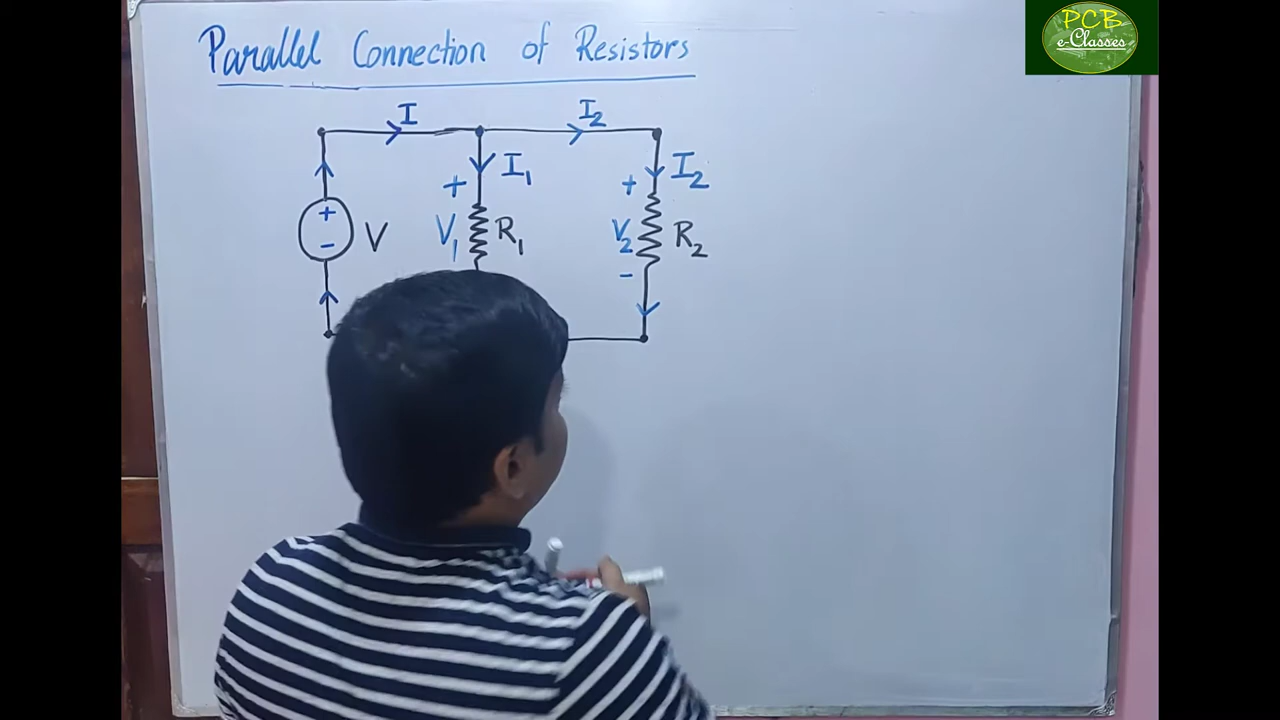 Parallel Connection of Resistors
PCB
e-Classes
I
I₂
I₁
I₂
+
+
+
V₁
R₁
V₂
R₂
V
-
-